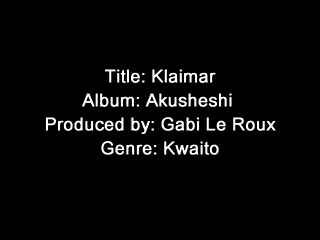 Title: Klaimar
Album: Akusheshi
Produced by: Gabi Le Roux
Genre: Kwaito